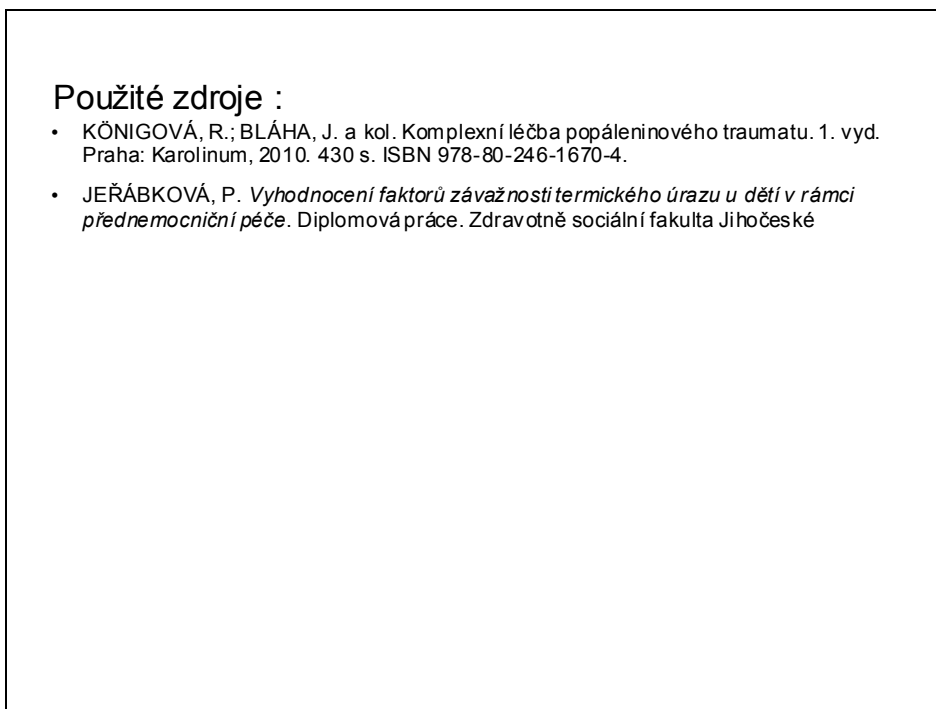 Použité zdroje :
• KÖNIGOVÁ, R.; BLÁHA, J. a kol. Komplexní léčba popáleninového traumatu. 1. vyd.
Praha: Karolinum, 2010. 430 s. ISBN 978-80-246-1670-4.
• JEŘÁBKOVÁ, P. Vyhodnocení faktorů závažnosti termického úrazu u dětí v rámci
přednemocniční péče. Diplomová práce. Zdravotně sociální fakulta Jihočeské